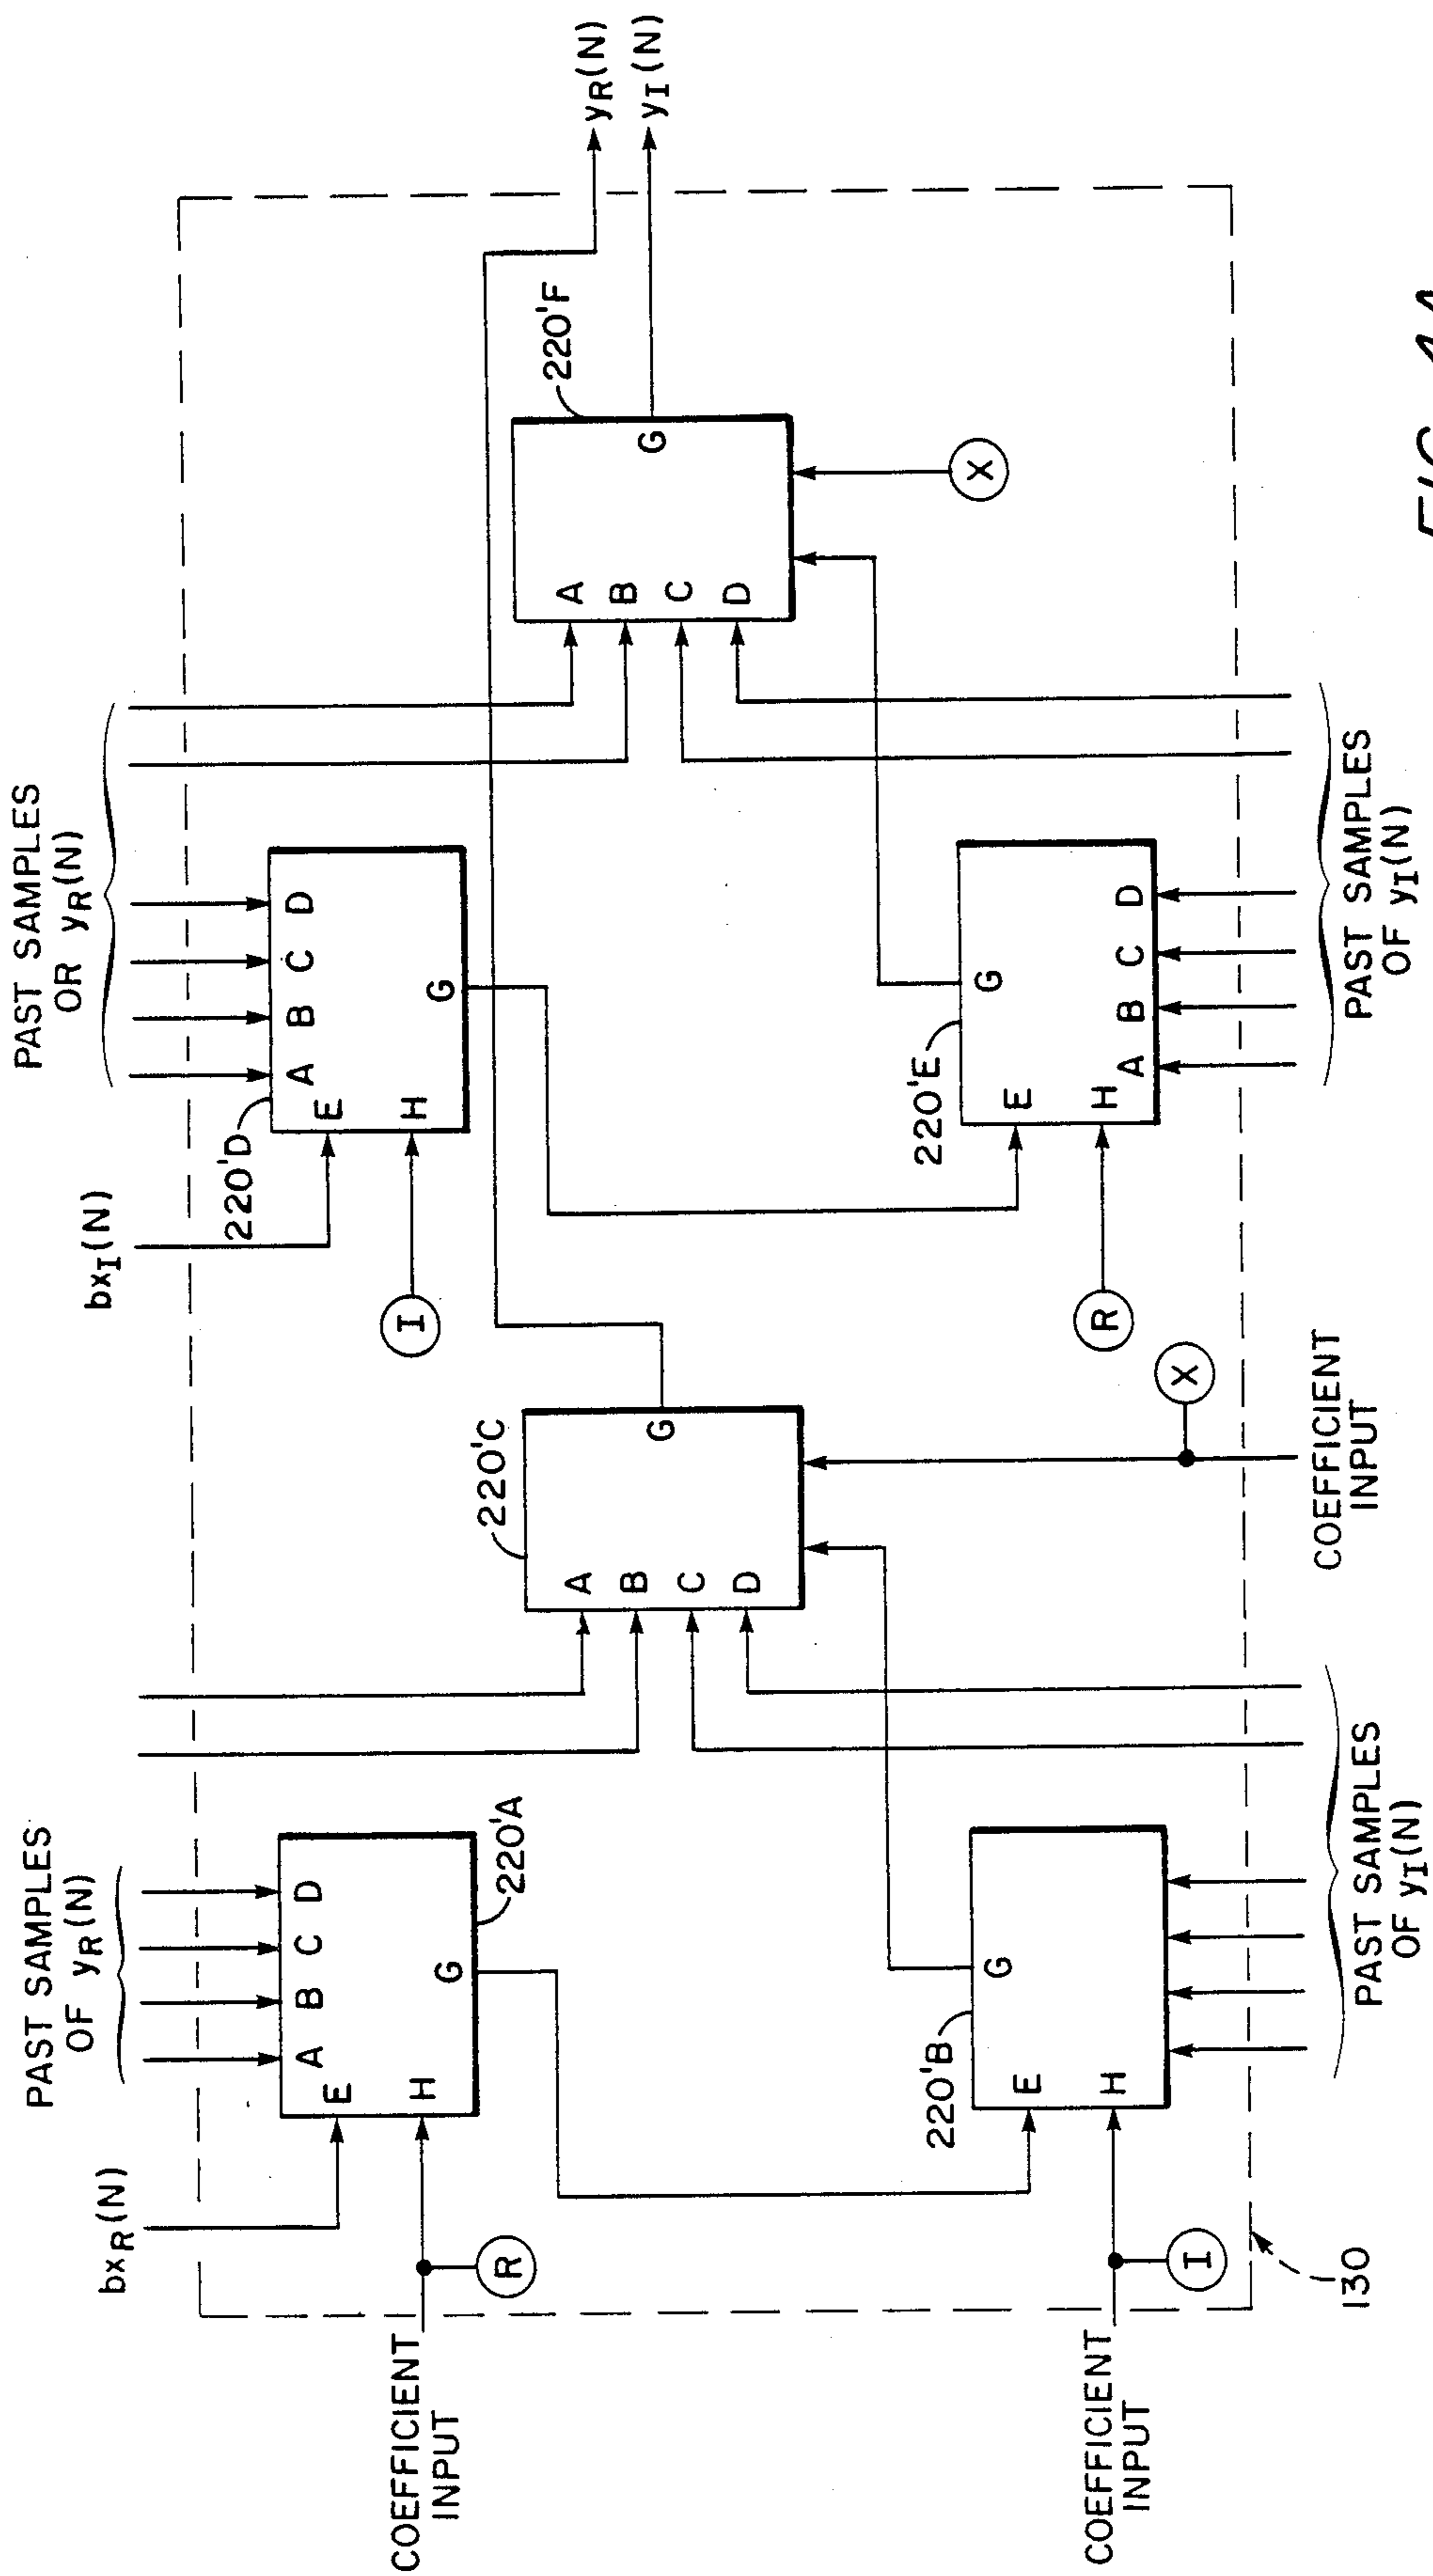 PAST SAMPLES
OF yR(N)
PAST SAMPLES
OR yR(N)
bxR(N)
bxI(N)
A B C D
E
H
G
220'A
A B C D
E
H
G
220'D
COEFFICIENT
INPUT
R
I
220'C
A
B
C
D
G
220'F
A
B
C
D
G
yR(N)
yI(N)
X
220'B
E
H
G
220'E
E
H
G
A B C D
R
X
COEFFICIENT
INPUT
I
130
PAST SAMPLES
OF yI(N)
COEFFICIENT
INPUT
PAST SAMPLES
OF yI(N)